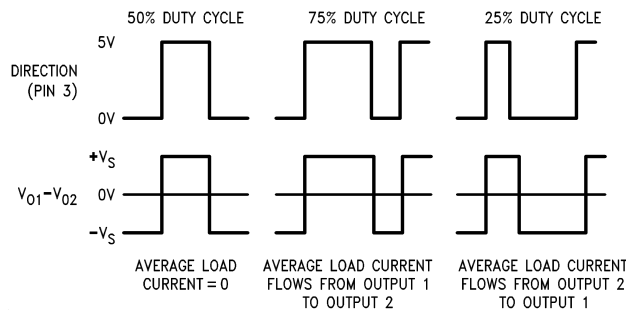 50% DUTY CYCLE
75% DUTY CYCLE
25% DUTY CYCLE
5V
DIRECTION
(PIN 3)
0V
+VS
VO1–VO2
0V
–VS
AVERAGE LOAD
CURRENT = 0
AVERAGE LOAD CURRENT
FLOWS FROM OUTPUT 1
TO OUTPUT 2
AVERAGE LOAD CURRENT
FLOWS FROM OUTPUT 2
TO OUTPUT 1